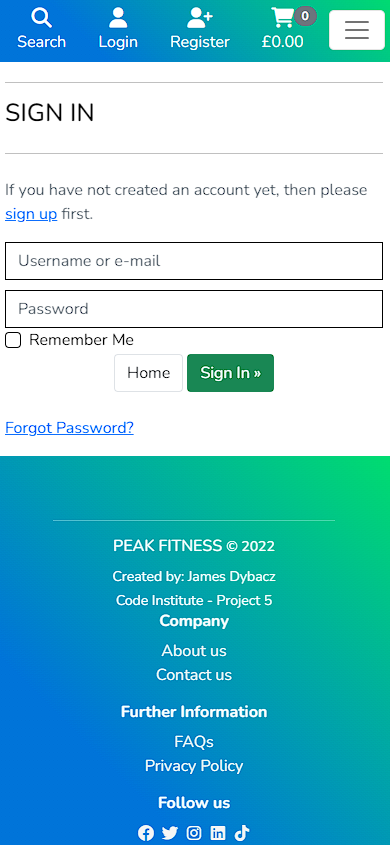 Search Login Register £0.00 0
SIGN IN
If you have not created an account yet, then please
sign up first.
Username or e-mail
Password
Remember Me
Home Sign In »
Forgot Password?
PEAK FITNESS © 2022
Created by: James Dybacz
Code Institute - Project 5
Company
About us
Contact us
Further Information
FAQs
Privacy Policy
Follow us